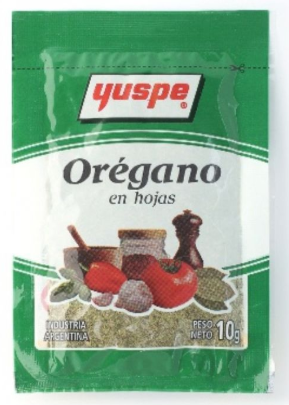 yuspe®
Orégano
en hojas
INDUSTRIA
ARGENTINA
PESO
NETO 10g